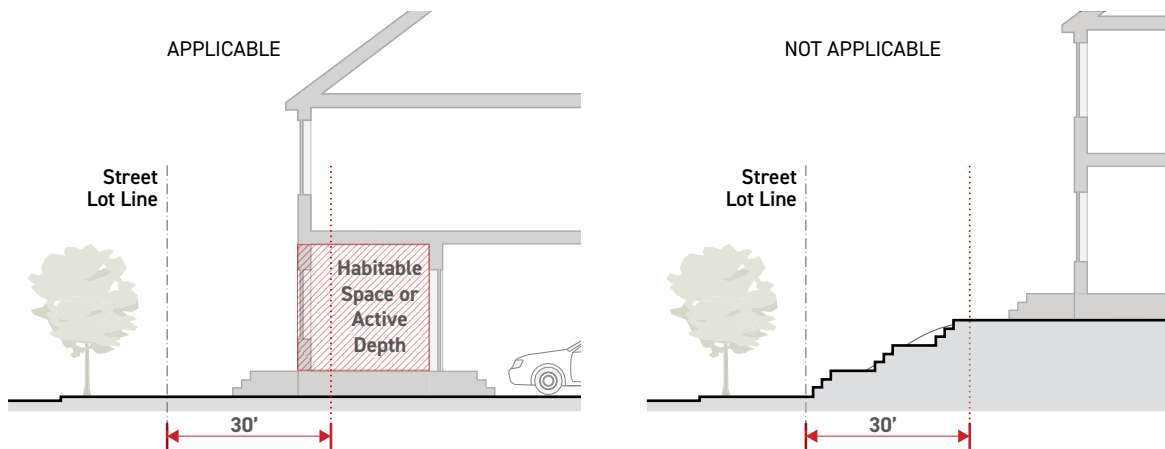 APPLICABLE
Street
Lot Line
Habitable
Space or
Active
Depth
30’
NOT APPLICABLE
Street
Lot Line
30’